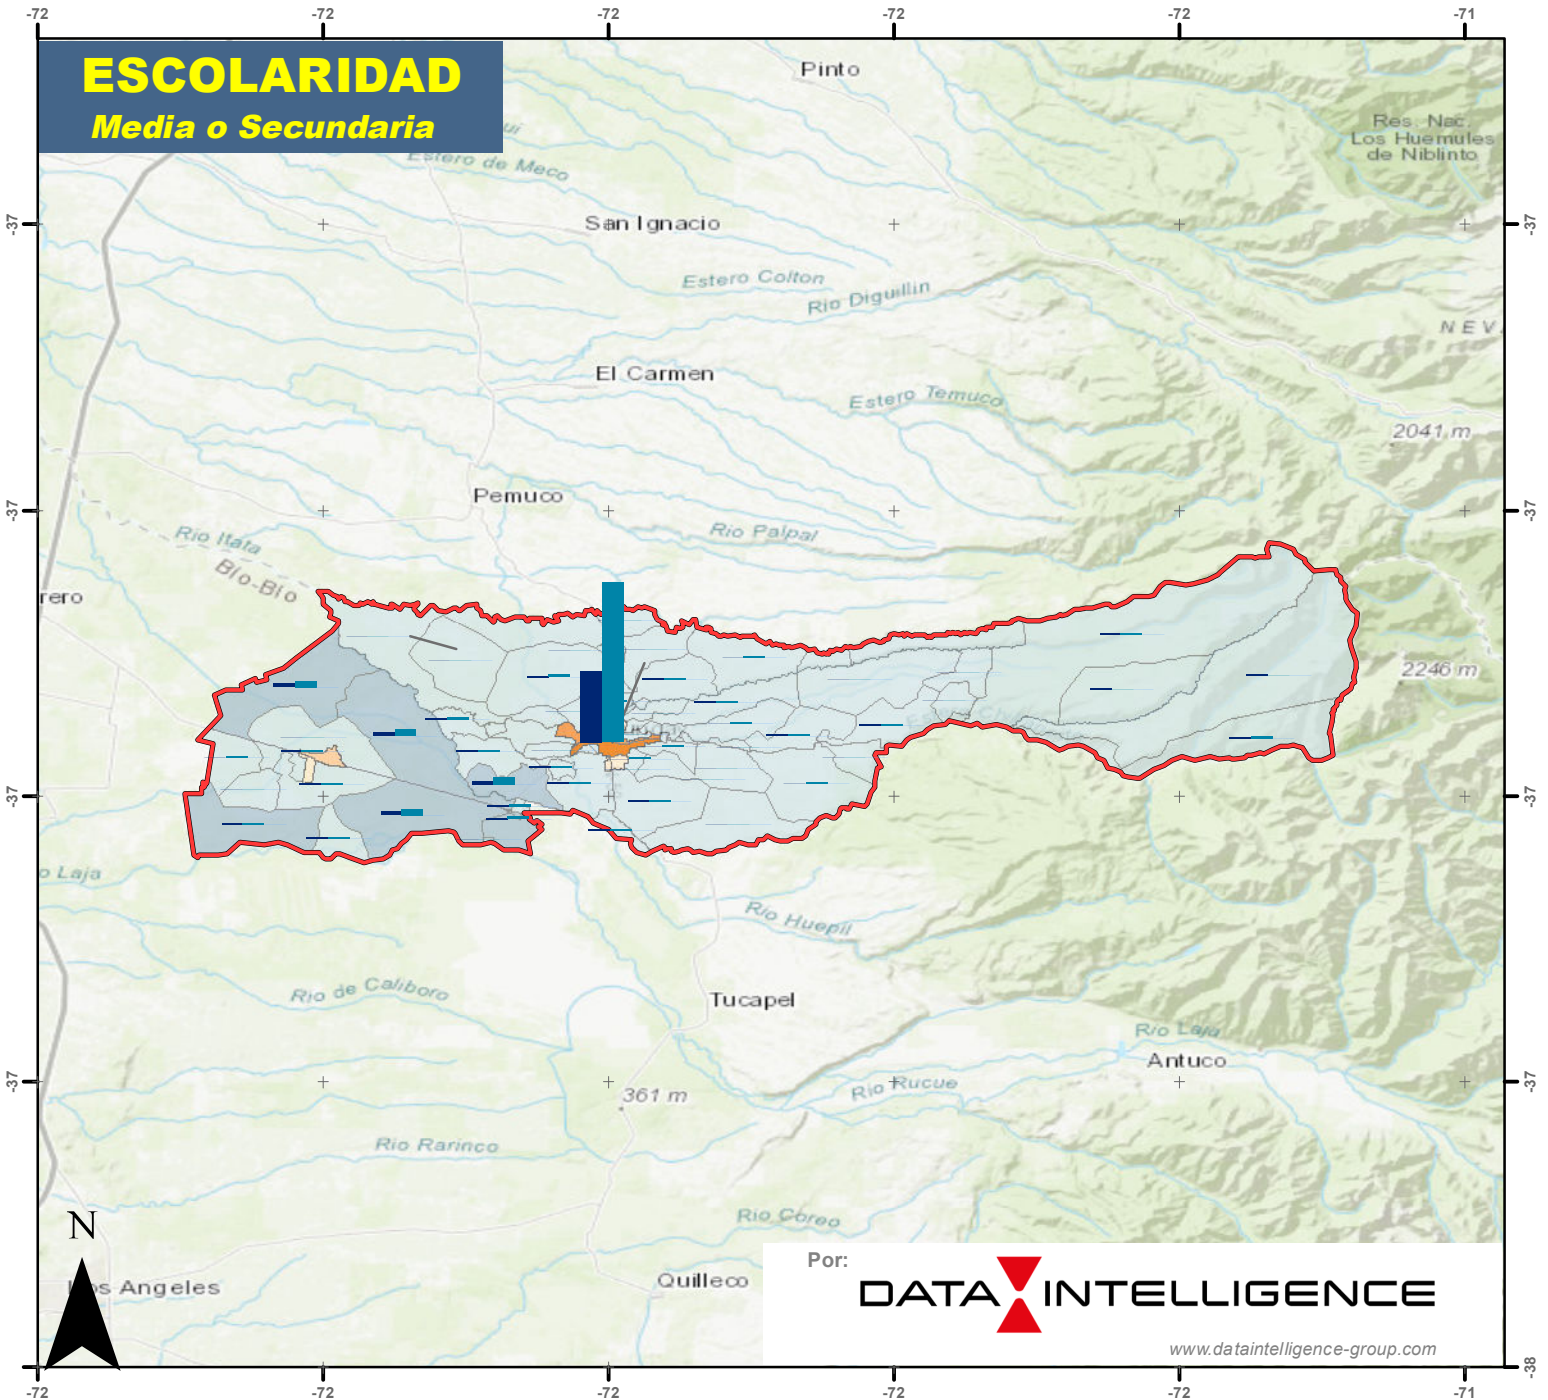 -72 -72 -72 -72 -72 -71
ESCOLARIDAD
Media o Secundaria
Pinto
Res. Nac.
Los Huemules
de Niblinto
Estero de Meco
San Ignacio
-37 -37
Estero Colton
Rio Diguillin
NEV.
El Carmen
Estero Temuco
2041 m
Pemuco
-37 -37
Rio Itata
Rio Palpal
Bío-Bío
rero
2246 m
-37 -37
o Laja
Rio Huepil
Rio de Caliboro
Tucapel
Rio Laja
Antuco
-37 -37
Rio Rucue
361 m
Rio Rarinco
Rio Coreo
N
Los Angeles
Quilleco
Por:
DATA INTELLIGENCE
www.dataintelligence-group.com
-38
-72 -72 -72 -72 -72 -71